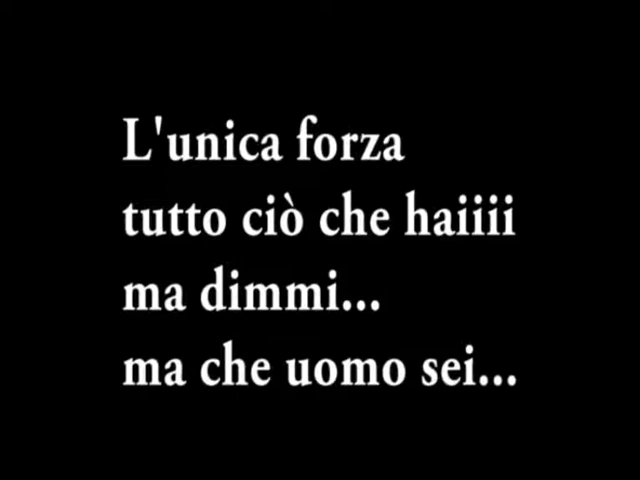 L'unica forza
tutto ciò che haiiii
ma dimmi...
ma che uomo sei...